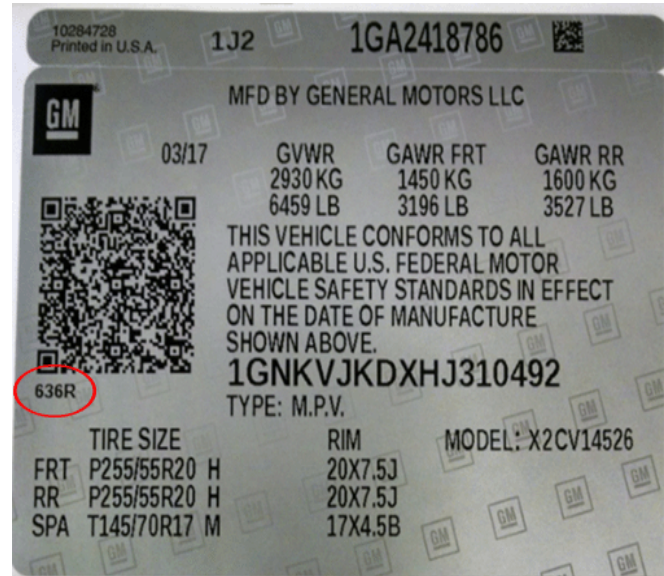 10284728
Printed in U.S.A.
1J2
1GA2418786
GM
MFD BY GENERAL MOTORS LLC
03/17
GVWR GAWR FRT GAWR RR
2930 KG 1450 KG 1600 KG
6459 LB 3196 LB 3527 LB
THIS VEHICLE CONFORMS TO ALL
APPLICABLE U.S. FEDERAL MOTOR
VEHICLE SAFETY STANDARDS IN EFFECT
ON THE DATE OF MANUFACTURE
SHOWN ABOVE.
636R
1GNKVJKDXHJ310492
TYPE: M.P.V.
TIRE SIZE RIM MODEL: X2CV14526
FRT P255/55R20 H 20X7.5J
RR P255/55R20 H 20X7.5J
SPA T145/70R17 M 17X4.5B